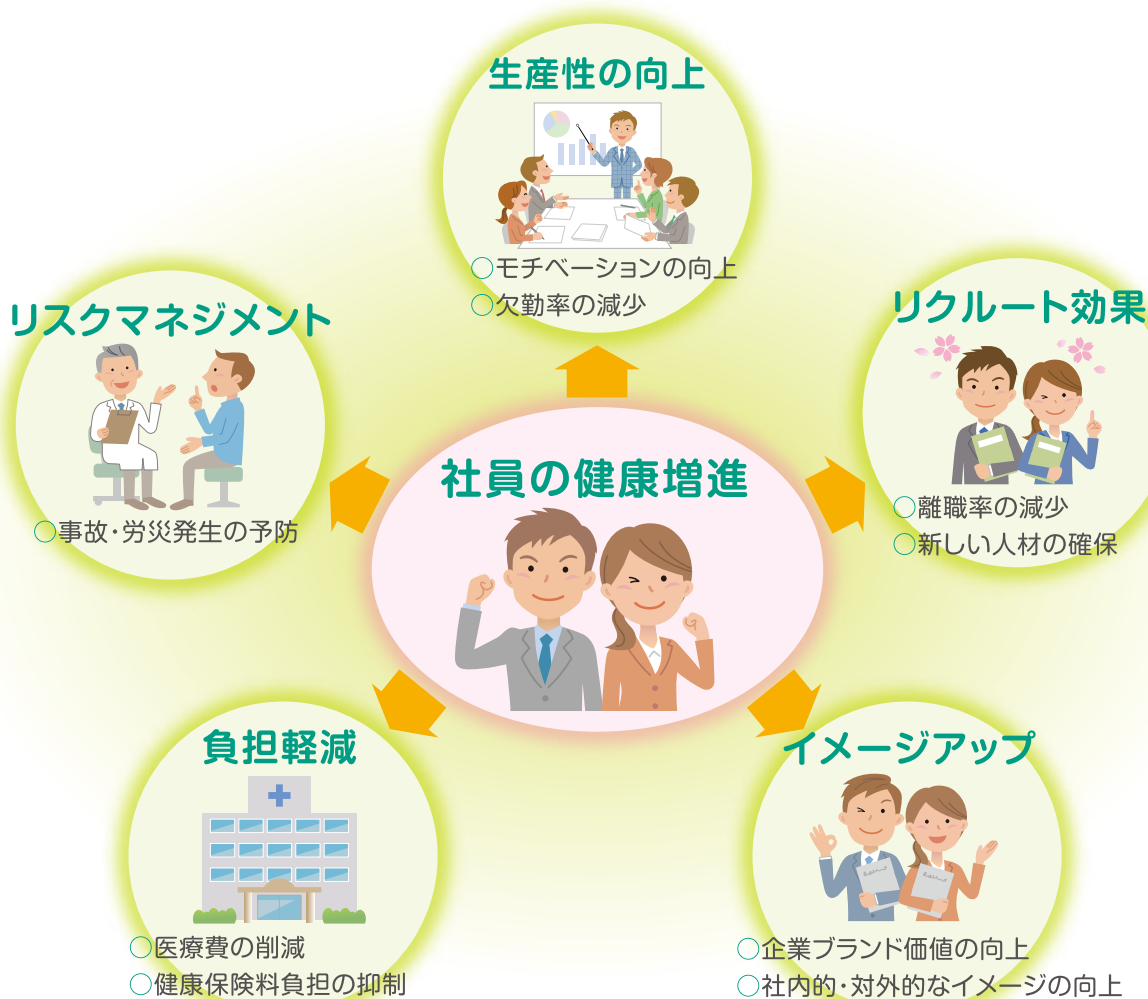 生産性の向上
○モチベーションの向上
○欠勤率の減少
リスクマネジメント
○事故・労災発生の予防
リクルート効果
○離職率の減少
○新しい人材の確保
社員の健康増進
負担軽減
○医療費の削減
○健康保険料負担の抑制
イメージアップ
○企業ブランド価値の向上
○社内的・対外的なイメージの向上